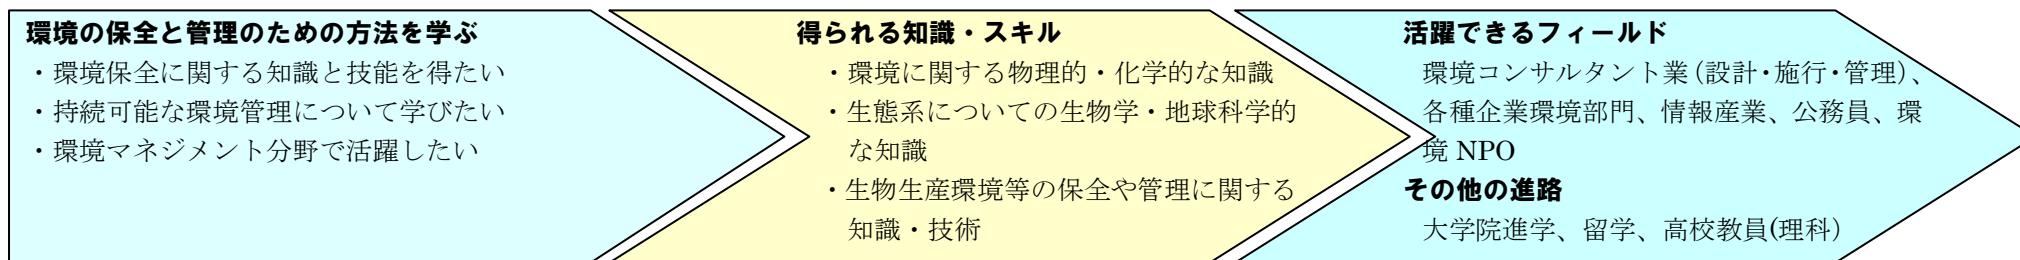 環境の保全と管理のための方法を学ぶ
・環境保全に関する知識と技能を得たい
・持続可能な環境管理について学びたい
・環境マネジメント分野で活躍したい
得られる知識・スキル
・環境に関する物理的・化学的な知識
・生態系についての生物学・地球科学的
な知識
・生物生産環境等の保全や管理に関する
知識・技術
活躍できるフィールド
環境コンサルタント業(設計・施行・管理)、
各種企業環境部門、情報産業、公務員、環
境 NPO
その他の進路
大学院進学、留学、高校教員(理科)